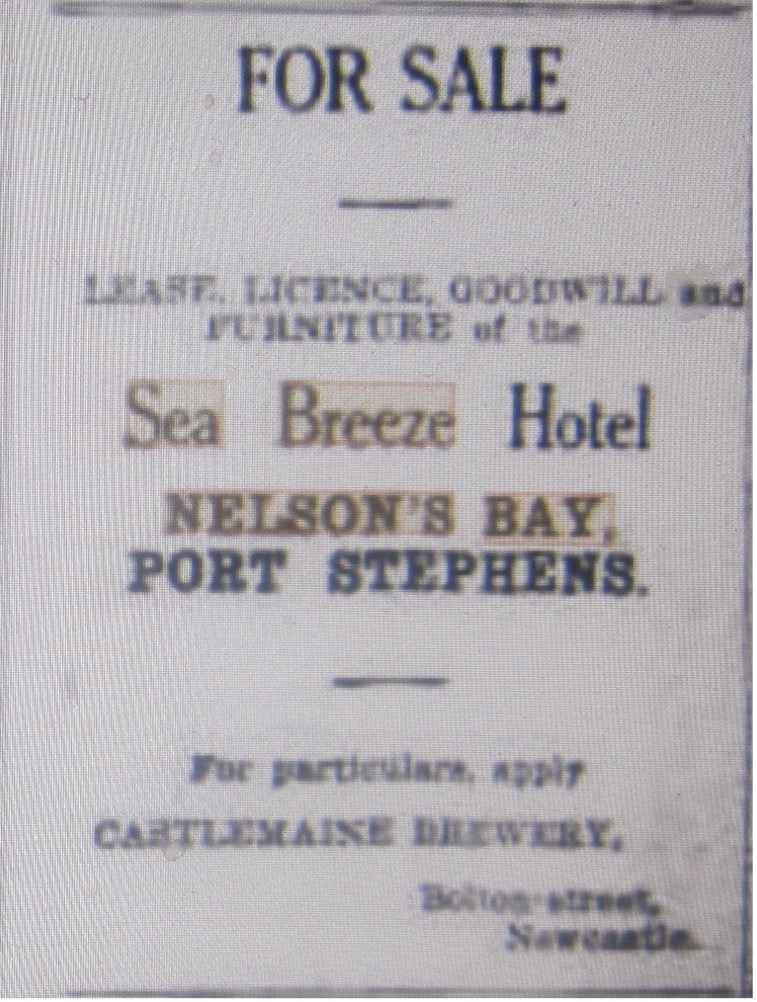 FOR SALE
LEASE, LICENCE, GOODWILL and
FURNITURE of the
Sea Breeze Hotel
NELSON'S BAY,
PORT STEPHENS.
For particulars, apply
CASTLEMAINE BREWERY,
Bolton-street,
Newcastle.